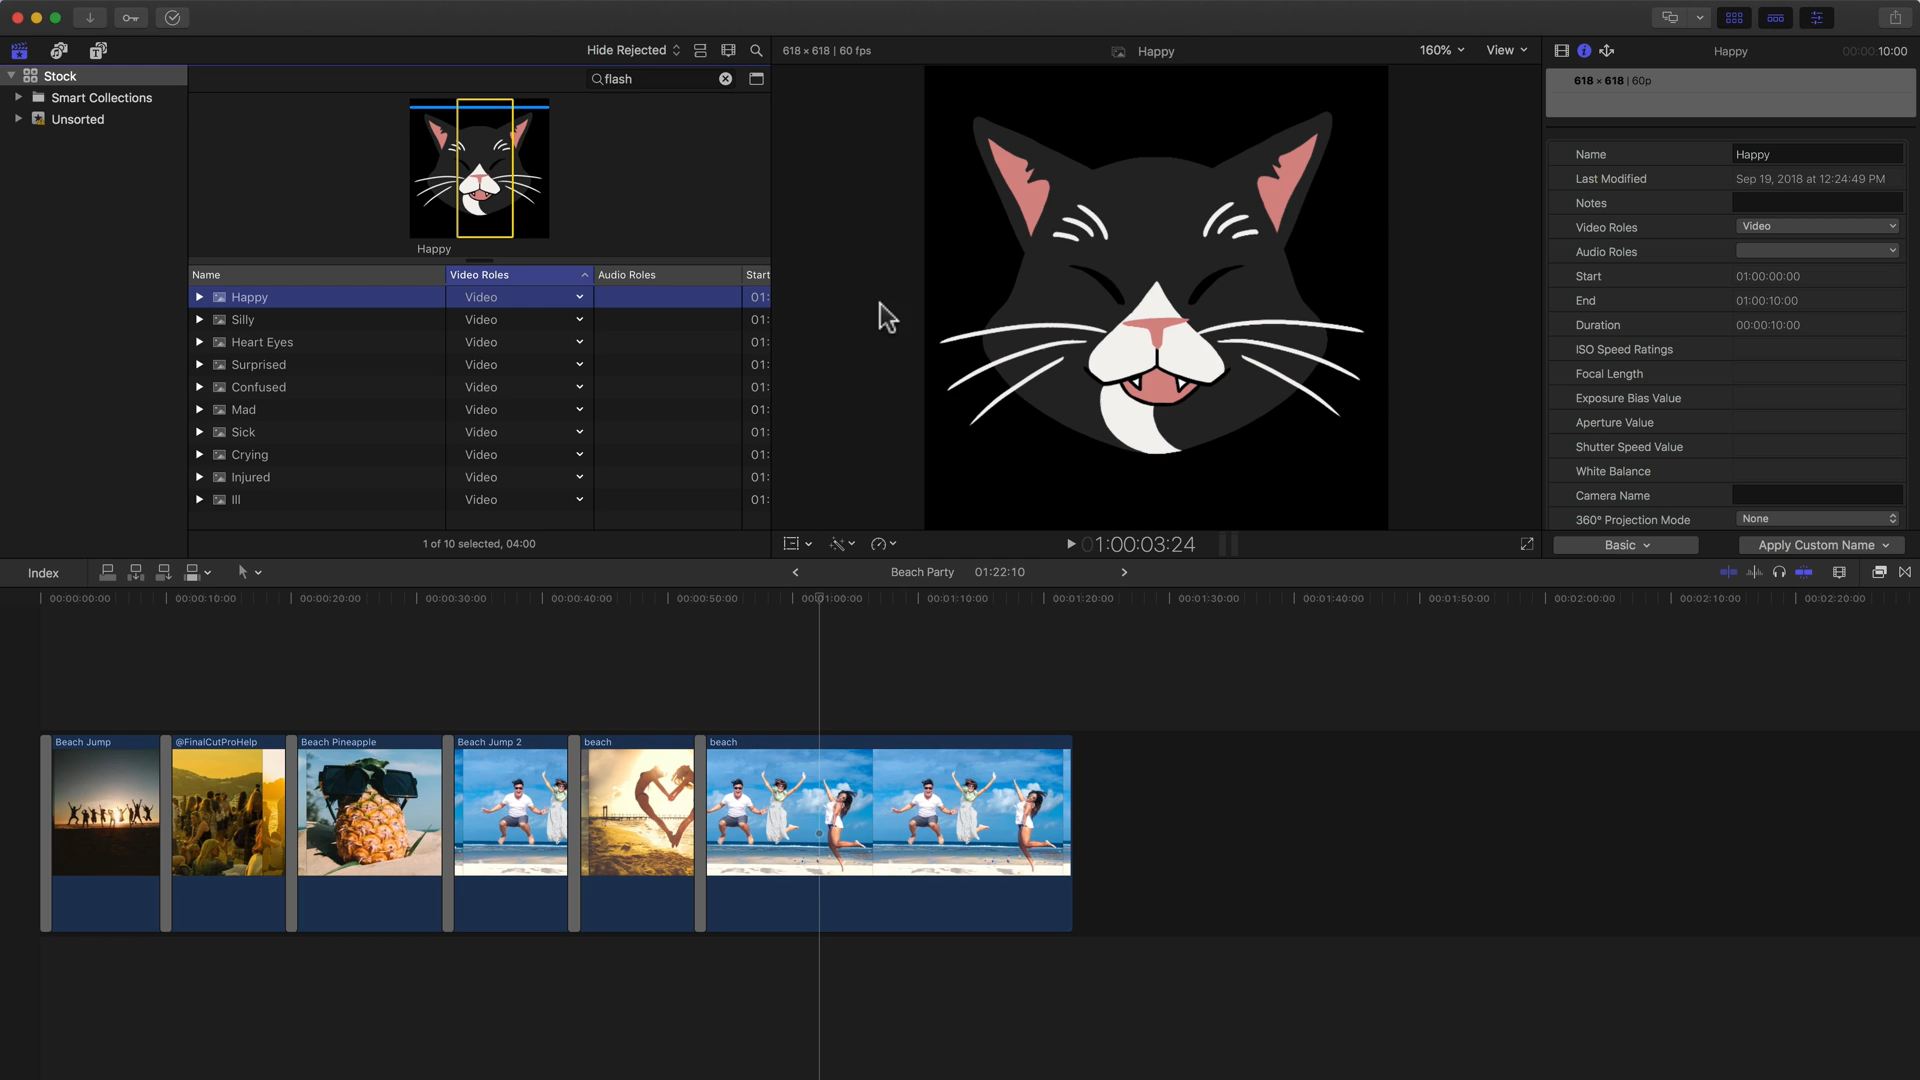 Hide Rejected
618 × 618 | 60 fps
Happy
160%
View
Happy
00:00:10:00
Stock
flash
618 × 618 | 60p
Smart Collections
Unsorted
Happy
Name
Video Roles
Audio Roles
Start
Happy
Video
01:
Silly
Video
01:
Heart Eyes
Video
01:
Surprised
Video
01:
Confused
Video
01:
Mad
Video
01:
Sick
Video
01:
Crying
Video
01:
Injured
Video
01:
Ill
Video
01:
1 of 10 selected, 04:00
01:00:03:24
Name
Happy
Last Modified
Sep 19, 2018 at 12:24:49 PM
Notes
Video Roles
Video
Audio Roles
Start
01:00:00:00
End
01:00:10:00
Duration
00:00:10:00
ISO Speed Ratings
Focal Length
Exposure Bias Value
Aperture Value
Shutter Speed Value
White Balance
Camera Name
360° Projection Mode
None
Basic
Apply Custom Name
Index
Beach Party
01:22:10
00:00:00:00
00:00:10:00
00:00:20:00
00:00:30:00
00:00:40:00
00:00:50:00
00:01:00:00
00:01:10:00
00:01:20:00
00:01:30:00
00:01:40:00
00:01:50:00
00:02:00:00
00:02:10:00
00:02:20:00
Beach Jump
@FinalCutProHelp
Beach Pineapple
Beach Jump 2
beach
beach